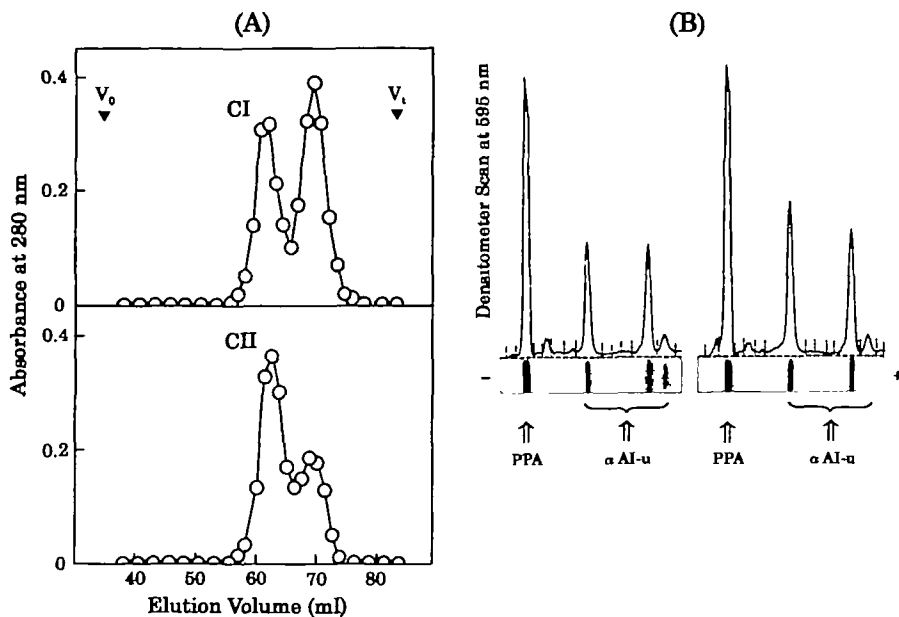 (A)
(B)
Absorbance at 280 nm
0.4
V₀
CI
Vₜ
0.2
0
0.4
CII
0.2
0
40 50 60 70 80
Elution Volume (ml)
Densitometer Scan at 595 nm
- +
PPA α AI-u PPA α AI-u